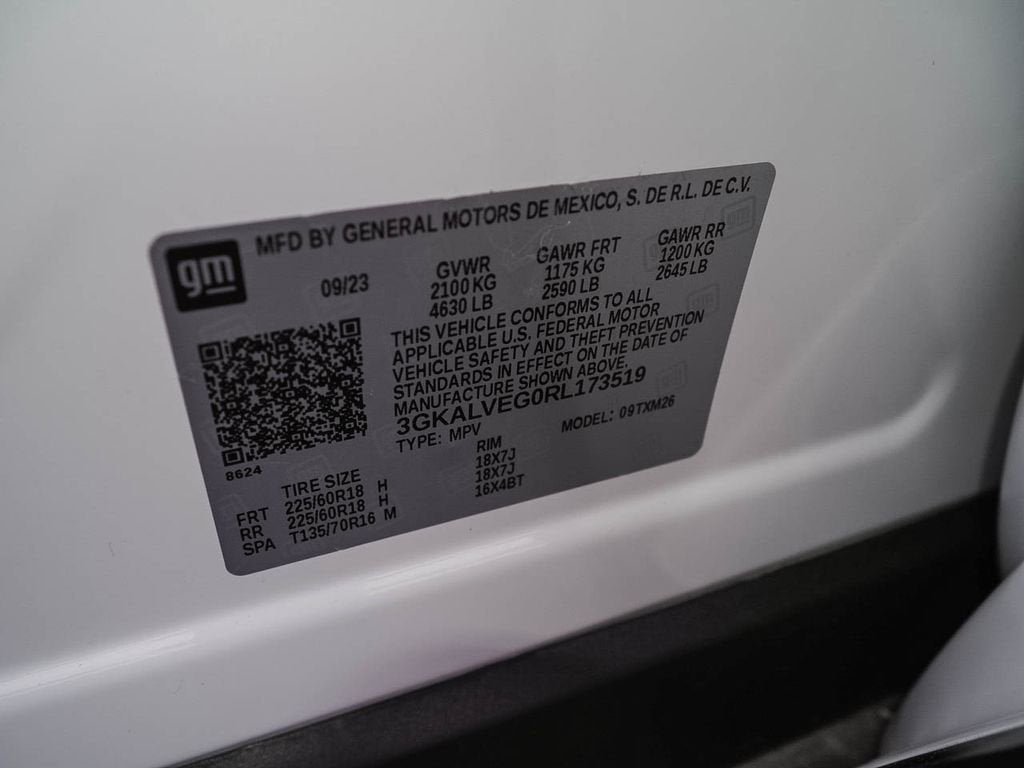 gm
MFD BY GENERAL MOTORS DE MEXICO, S. DE R.L. DE C.V.
09/23
GVWR GAWR FRT GAWR RR
2100 KG 1175 KG 1200 KG
4630 LB 2590 LB 2645 LB
THIS VEHICLE CONFORMS TO ALL
APPLICABLE U.S. FEDERAL MOTOR
VEHICLE SAFETY AND THEFT PREVENTION
STANDARDS IN EFFECT ON THE DATE OF
MANUFACTURE SHOWN ABOVE.
3GKALVEG0RL173519
TYPE: MPV MODEL: 09TXM26
8624
TIRE SIZE RIM
FRT 225/60R18 H 18X7J
RR 225/60R18 H 18X7J
SPA T135/70R16 M 16X4BT